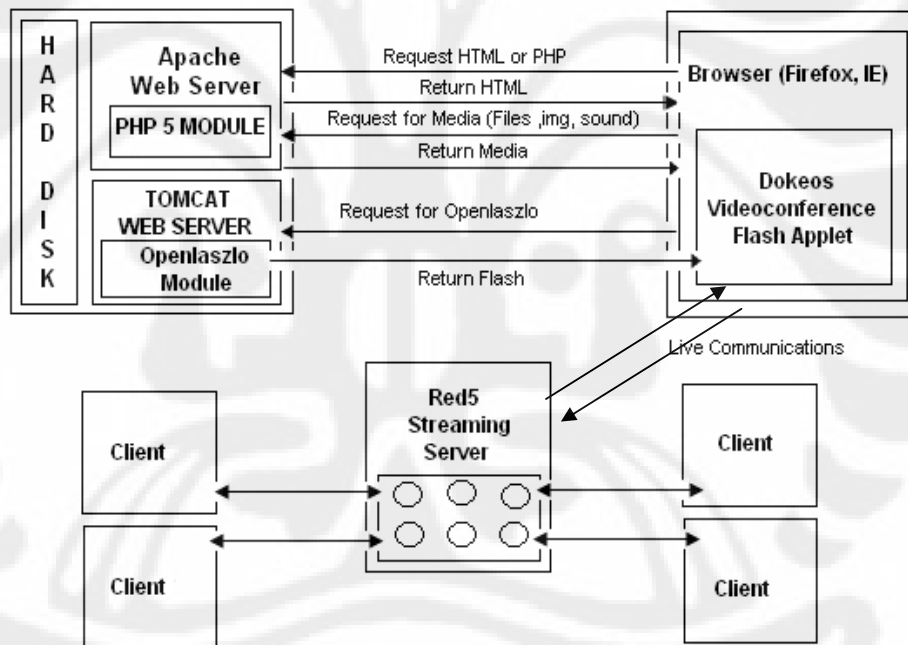 HARD DISK
Apache
Web Server
PHP 5 MODULE
TOMCAT
WEB SERVER
Openlaszlo
Module
Request HTML or PHP
Return HTML
Request for Media (Files ,img, sound)
Return Media
Request for Openlaszlo
Return Flash
Browser (Firefox, IE)
Dokeos
Videoconference
Flash Applet
Live Communications
Red5
Streaming
Server
Client
Client
Client
Client